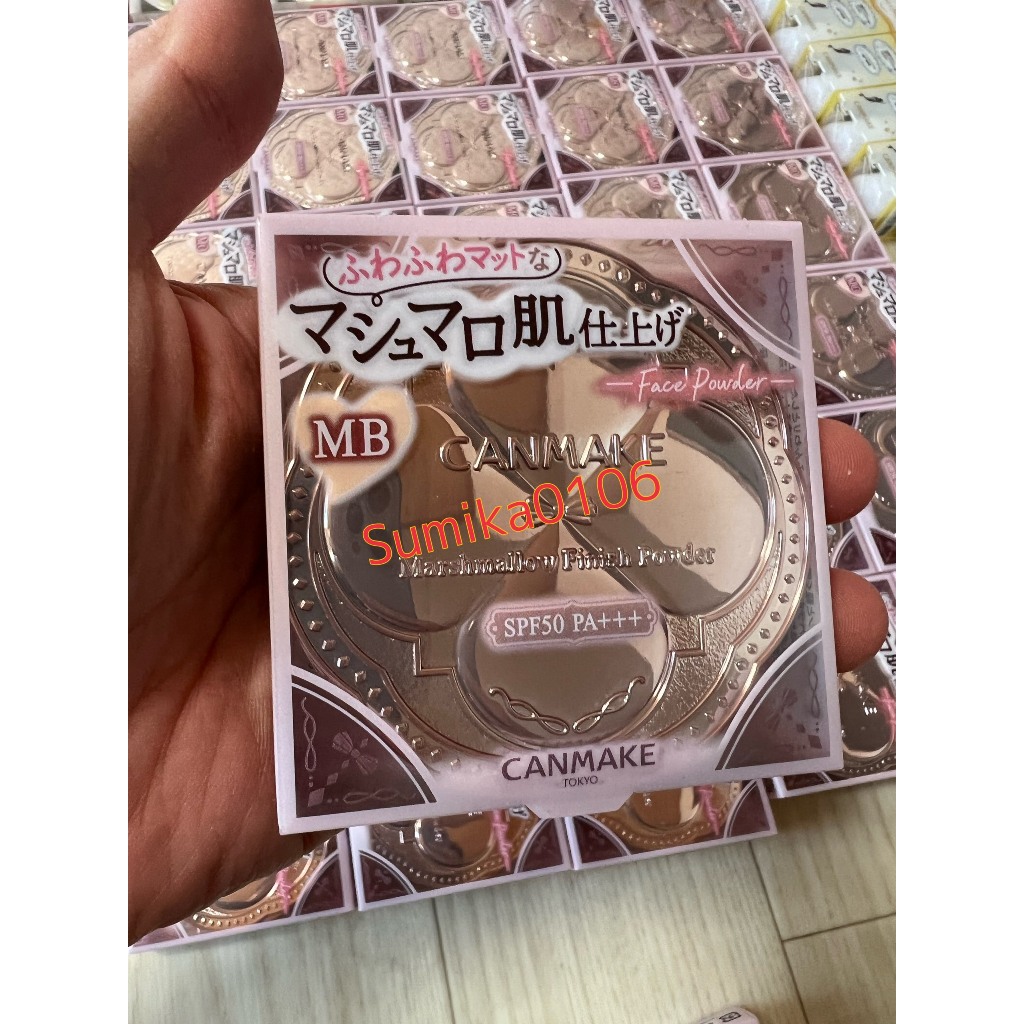 ふわふわマットな
マシュマロ肌仕上げ
Face Powder
MB
CANMAKE
Sumika0106
Marshmallow Finish Powder
SPF50 PA+++
CANMAKE
TOKYO